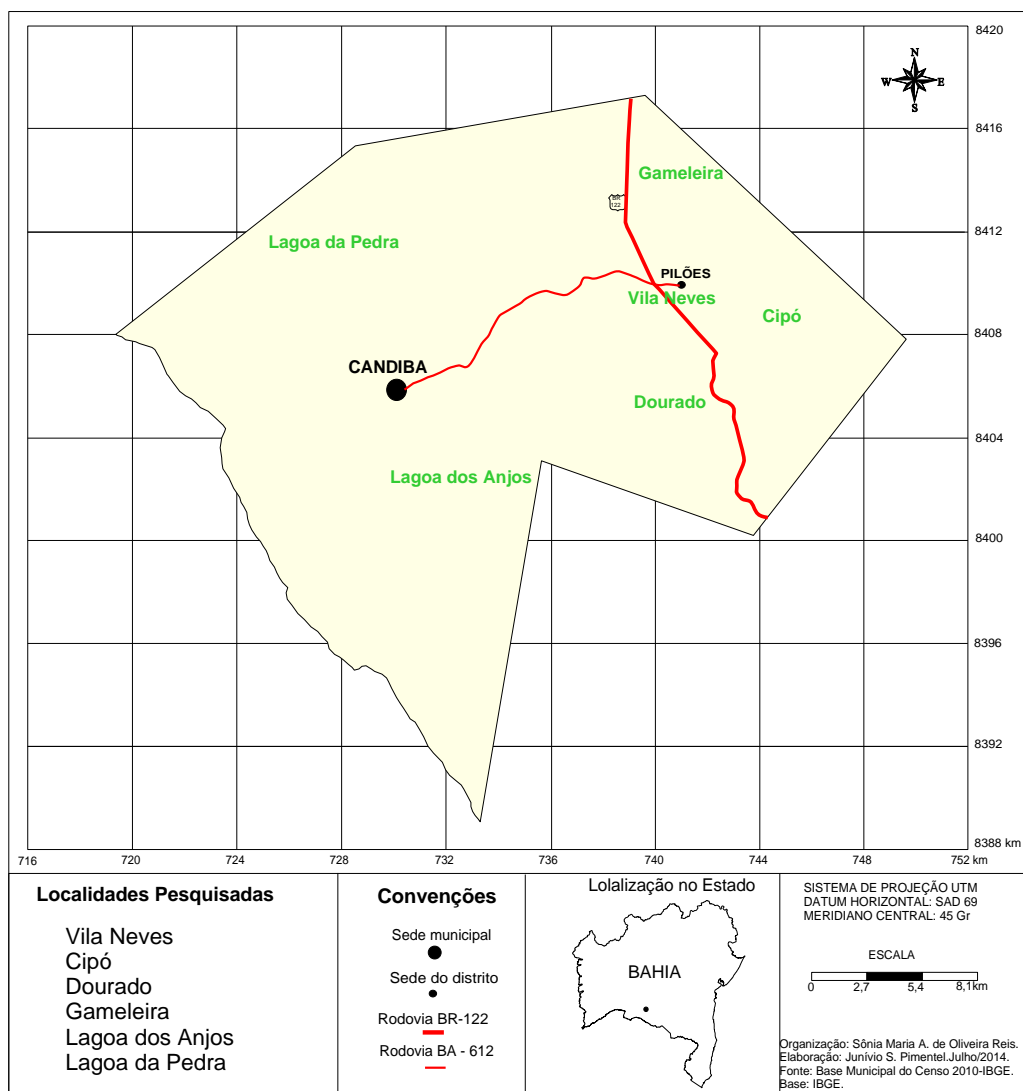 8420
N
W E
S
8416
Gameleira
BR
122
8412
Lagoa da Pedra
PILÕES
Vila Neves
Cipó
8408
CANDIBA
Dourado
8404
Lagoa dos Anjos
8400
8396
8392
8388 km
716 720 724 728 732 736 740 744 748 752 km
Localidades Pesquisadas
Vila Neves
Cipó
Dourado
Gameleira
Lagoa dos Anjos
Lagoa da Pedra
Convenções
Sede municipal
Sede do distrito
Rodovia BR-122
Rodovia BA - 612
Lolalização no Estado
BAHIA
SISTEMA DE PROJEÇÃO UTM
DATUM HORIZONTAL: SAD 69
MERIDIANO CENTRAL: 45 Gr
ESCALA
0 2,7 5,4 8,1km
Organização: Sônia Maria A. de Oliveira Reis.
Elaboração: Junívio S. Pimentel.Julho/2014.
Fonte: Base Municipal do Censo 2010-IBGE.
Base: IBGE.